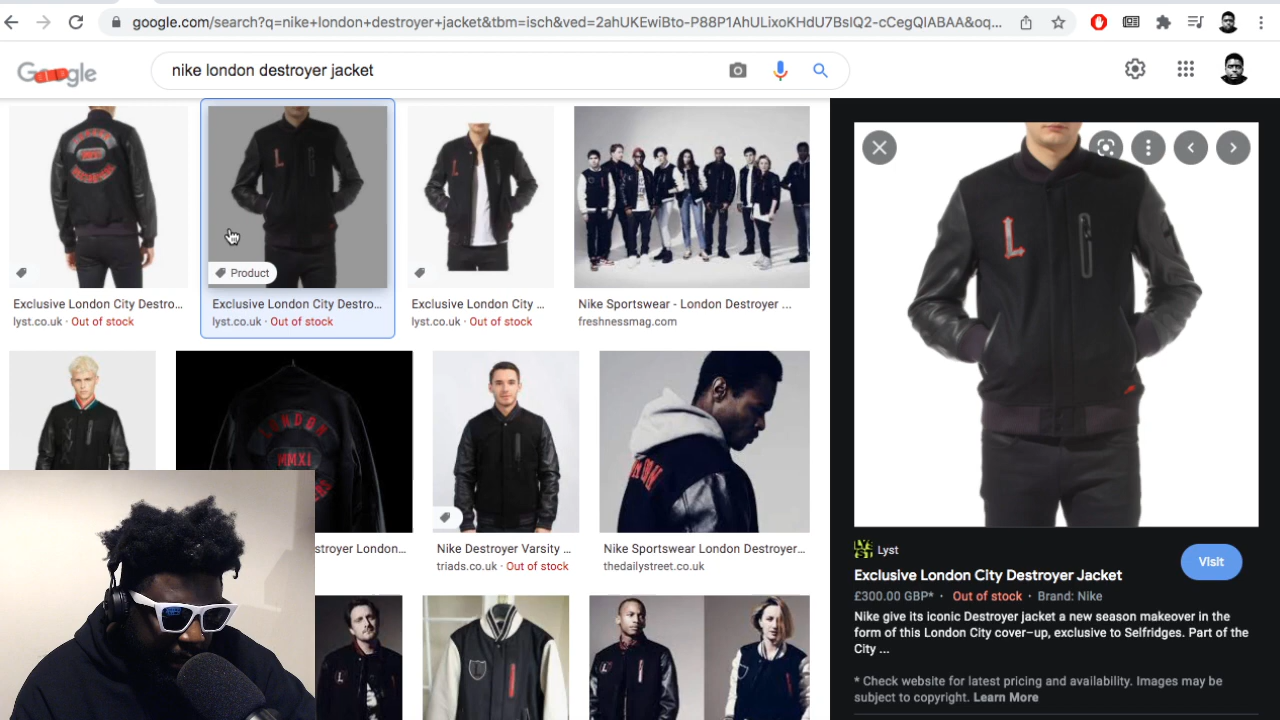 google.com/search?q=nike+london+destroyer+jacket&tbm=isch&ved=2ahUKEwiBto-P88P1AhULixoKHdU7BsIQ2-cCegQIABAA&oq...
Google
nike london destroyer jacket
L
L
L
Product
Exclusive London City Destro...
lyst.co.uk · Out of stock
Exclusive London City Destro...
lyst.co.uk · Out of stock
Exclusive London City ...
lyst.co.uk · Out of stock
Nike Sportswear - London Destroyer ...
freshnessmag.com
LONDON
MMXI
stroyer London...
Nike Destroyer Varsity ...
triads.co.uk · Out of stock
Nike Sportswear London Destroyer...
thedailystreet.co.uk
LYST
Lyst
Visit
Exclusive London City Destroyer Jacket
£300.00 GBP* · Out of stock · Brand: Nike
Nike give its iconic Destroyer jacket a new season makeover in the
form of this London City cover-up, exclusive to Selfridges. Part of the
City ...
* Check website for latest pricing and availability. Images may be
subject to copyright. Learn More